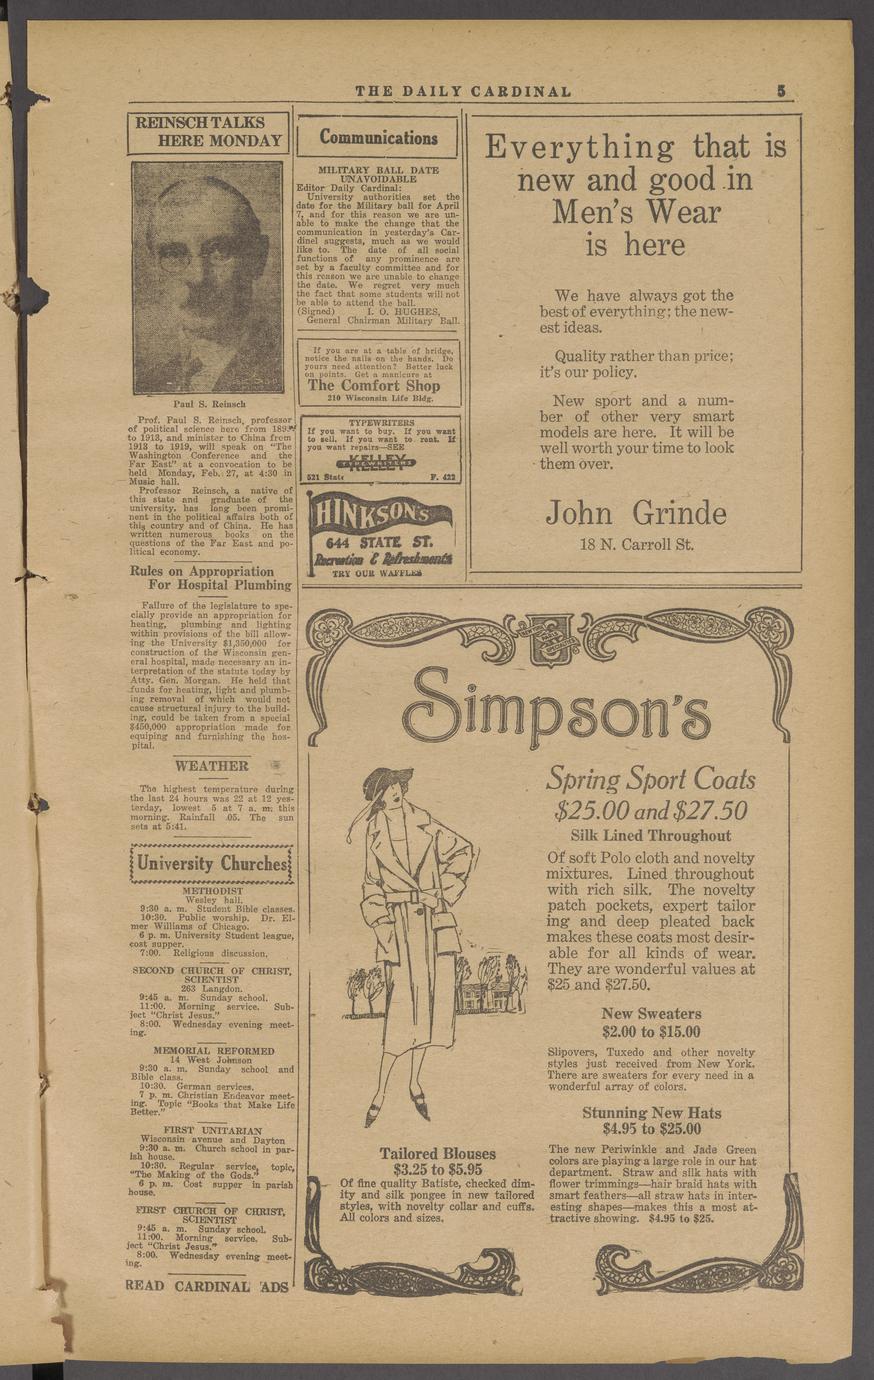 THE DAILY CARDINAL
5
REINSCH TALKS
HERE MONDAY
Paul S. Reinsch
Prof. Paul S. Reinsch, professor
of political science here from 1899
to 1913, and minister to China from
1913 to 1919, will speak on "The
Washington Conference and the
Far East" at a convocation to be
held Monday, Feb. 27, at 4:30 in
Music hall.
Professor Reinsch, a native of
this state and graduate of the
university, has long been promi-
nent in the political affairs both of
this country and of China. He has
written numerous books on the
questions of the Far East and po-
litical economy.
Rules on Appropriation
For Hospital Plumbing
Failure of the legislature to spe-
cially provide an appropriation for
heating, plumbing and lighting
within provisions of the bill allow-
ing the University $1,350,000 for
construction of the Wisconsin gen-
eral hospital, made necessary an in-
terpretation of the statute today by
Atty. Gen. Morgan. He held that
funds for heating, light and plumb-
ing removal of which would not
cause structural injury to the build-
ing, could be taken from a special
$450,000 appropriation made for
equiping and furnishing the hos-
pital.
WEATHER
The highest temperature during
the last 24 hours was 22 at 12 yes-
terday, lowest 5 at 7 a. m. this
morning. Rainfall .05. The sun
sets at 5:41.
University Churches
METHODIST
Wesley hall.
9:30 a. m. Student Bible classes.
10:30. Public worship. Dr. El-
mer Williams of Chicago.
6 p. m. University Student league,
cost supper.
7:00. Religious discussion.
SECOND CHURCH OF CHRIST,
SCIENTIST
263 Langdon.
9:45 a. m. Sunday school.
11:00. Morning service. Sub-
ject "Christ Jesus."
8:00. Wednesday evening meet-
ing.
MEMORIAL REFORMED
14 West Johnson
9:30 a. m. Sunday school and
Bible class.
10:30. German services.
7 p. m. Christian Endeavor meet-
ing. Topic "Books that Make Life
Better."
FIRST UNITARIAN
Wisconsin avenue and Dayton
9:30 a. m. Church school in par-
ish house.
10:30. Regular service, topic,
"The Making of the Gods."
6 p. m. Cost supper in parish
house.
FIRST CHURCH OF CHRIST,
SCIENTIST
9:45 a. m. Sunday school.
11:00. Morning service. Sub-
ject "Christ Jesus."
8:00. Wednesday evening meet-
ing.
READ CARDINAL ADS
Communications
MILITARY BALL DATE
UNAVOIDABLE
Editor Daily Cardinal:
University authorities set the
date for the Military ball for April
7, and for this reason we are un-
able to make the change that the
communication in yesterday's Car-
dinel suggests, much as we would
like to. The date of all social
functions of any prominence are
set by a faculty committee and for
this reason we are unable to change
the date. We regret very much
the fact that some students will not
be able to attend the ball.
(Signed) I. O. HUGHES,
General Chairman Military Ball.
If you are at a table of bridge,
notice the nails on the hands. Do
yours need attention? Better luck
on points. Get a manicure at
The Comfort Shop
210 Wisconsin Life Bldg.
TYPEWRITERS
If you want to buy. If you want
to sell. If you want to rent. If
you want repairs—SEE
KELLEY
TYPEWRITERS
521 State F. 422
HINKSON'S
644 STATE ST.
Recreation & Refreshments
TRY OUR WAFFLES
Everything that is
new and good in
Men's Wear
is here
We have always got the
best of everything; the new-
est ideas.
Quality rather than price;
it's our policy.
New sport and a num-
ber of other very smart
models are here. It will be
well worth your time to look
them over.
John Grinde
18 N. Carroll St.
Simpson's
Spring Sport Coats
$25.00 and $27.50
Silk Lined Throughout
Of soft Polo cloth and novelty
mixtures. Lined throughout
with rich silk. The novelty
patch pockets, expert tailor
ing and deep pleated back
makes these coats most desir-
able for all kinds of wear.
They are wonderful values at
$25 and $27.50.
New Sweaters
$2.00 to $15.00
Slipovers, Tuxedo and other novelty
styles just received from New York.
There are sweaters for every need in a
wonderful array of colors.
Stunning New Hats
$4.95 to $25.00
The new Periwinkle and Jade Green
colors are playing a large role in our hat
department. Straw and silk hats with
flower trimmings—hair braid hats with
smart feathers—all straw hats in inter-
esting shapes—makes this a most at-
tractive showing. $4.95 to $25.
Tailored Blouses
$3.25 to $5.95
Of fine quality Batiste, checked dim-
ity and silk pongee in new tailored
styles, with novelty collar and cuffs.
All colors and sizes.